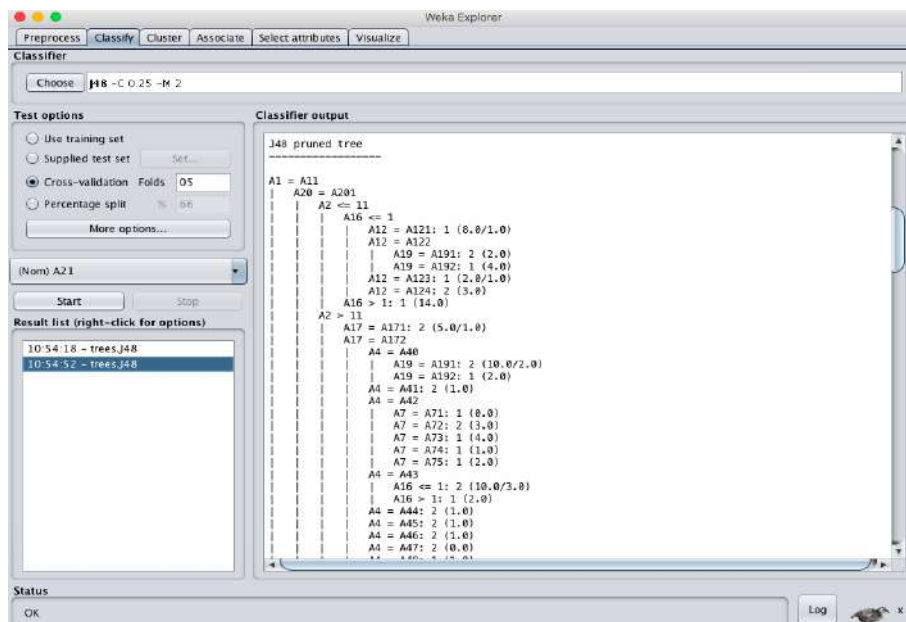 Weka Explorer
Preprocess Classify Cluster Associate Select attributes Visualize
Classifier
Choose J48 -C 0.25 -M 2
Test options
Use training set
Supplied test set Set...
Cross-validation Folds 05
Percentage split % 66
More options...
(Nom) A21
Start Stop
Result list (right-click for options)
10:54:18 - trees.J48
10:54:52 - trees.J48
Classifier output
J48 pruned tree
------------------
A1 = A11
| A20 = A201
| | A2 <= 11
| | | A16 <= 1
| | | | A12 = A121: 1 (8.0/1.0)
| | | | A12 = A122
| | | | | A19 = A191: 2 (2.0)
| | | | | A19 = A192: 1 (4.0)
| | | | A12 = A123: 1 (2.0/1.0)
| | | | A12 = A124: 2 (3.0)
| | | A16 > 1: 1 (14.0)
| | A2 > 11
| | | A17 = A171: 2 (5.0/1.0)
| | | A17 = A172
| | | | A4 = A40
| | | | | A19 = A191: 2 (10.0/2.0)
| | | | | A19 = A192: 1 (2.0)
| | | | A4 = A41: 2 (1.0)
| | | | A4 = A42
| | | | | A7 = A71: 1 (0.0)
| | | | | A7 = A72: 2 (3.0)
| | | | | A7 = A73: 1 (4.0)
| | | | | A7 = A74: 1 (1.0)
| | | | | A7 = A75: 1 (2.0)
| | | | A4 = A43
| | | | | A16 <= 1: 2 (10.0/3.0)
| | | | | A16 > 1: 1 (2.0)
| | | | A4 = A44: 2 (1.0)
| | | | A4 = A45: 2 (1.0)
| | | | A4 = A46: 2 (1.0)
| | | | A4 = A47: 2 (0.0)
Status
OK
Log
x 0